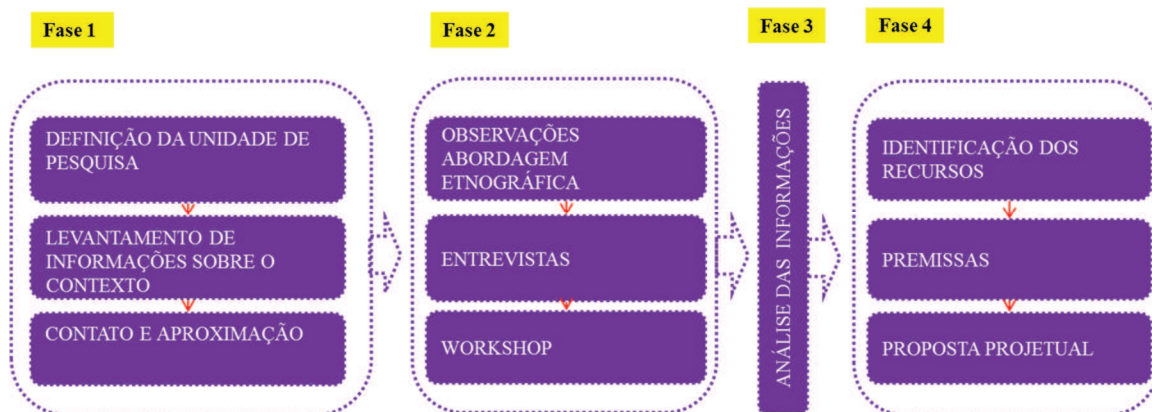 Fase 1
DEFINIÇÃO DA UNIDADE DE
PESQUISA
LEVANTAMENTO DE
INFORMAÇÕES SOBRE O
CONTEXTO
CONTATO E APROXIMAÇÃO
Fase 2
OBSERVAÇÕES
ABORDAGEM
ETNOGRÁFICA
ENTREVISTAS
WORKSHOP
Fase 3
ANÁLISE DAS INFORMAÇÕES
Fase 4
IDENTIFICAÇÃO DOS
RECURSOS
PREMISSAS
PROPOSTA PROJETUAL